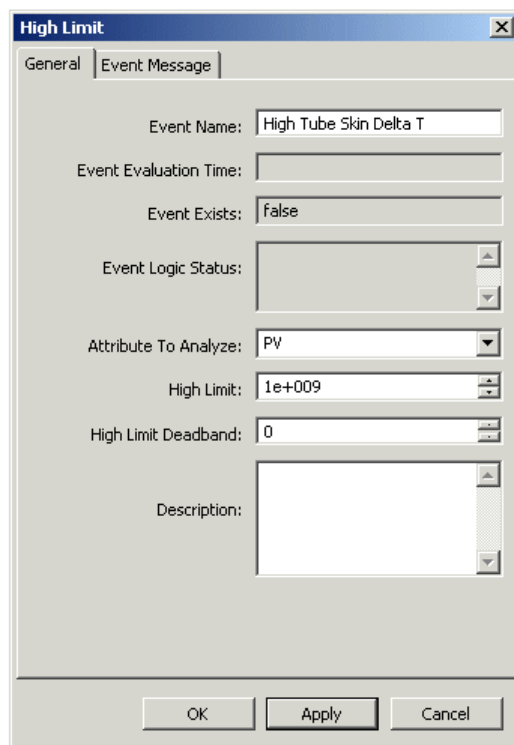 High Limit
General Event Message
Event Name: High Tube Skin Delta T
Event Evaluation Time:
Event Exists: false
Event Logic Status:
Attribute To Analyze: PV
High Limit: 1e+009
High Limit Deadband: 0
Description:
OK Apply Cancel